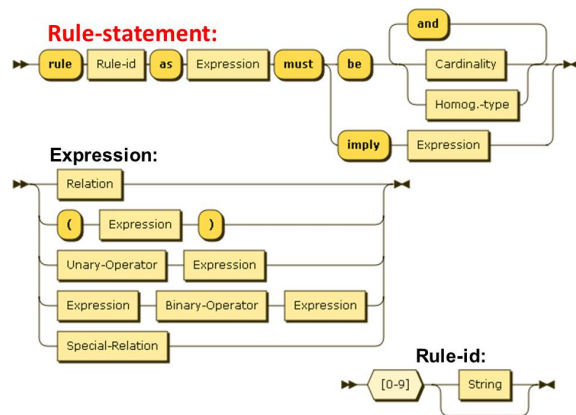 Rule-statement:
and
rule Rule-id as Expression must be Cardinality
Homog.-type
imply Expression
Expression:
Relation
( Expression )
Unary-Operator Expression
Expression Binary-Operator Expression
Special-Relation
Rule-id:
[0-9] String